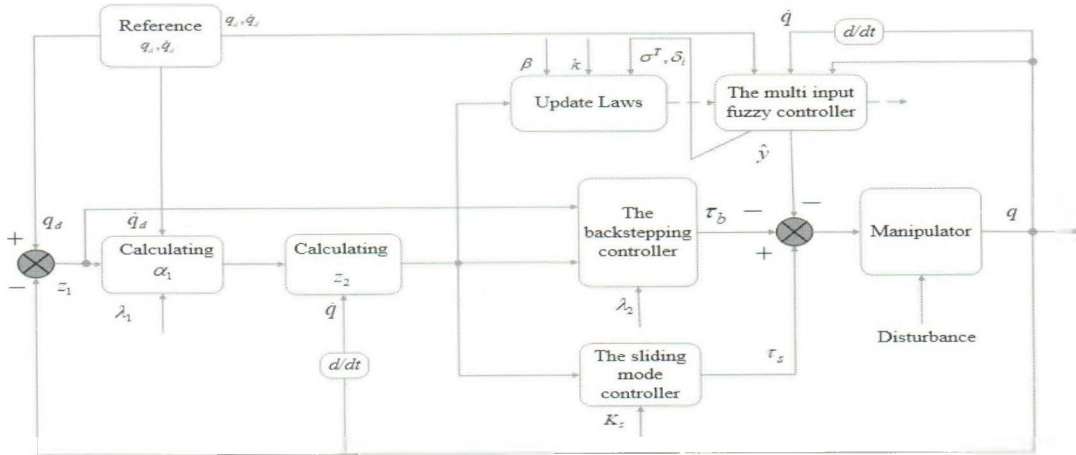 Reference
q_d, q̇_d
q_d, q̇_d
q̇
d/dt
β
k
σ^T, δ_i
Update Laws
The multi input
fuzzy controller
ŷ
q_d
q̇_d
+
−
z_1
Calculating
α_1
λ_1
Calculating
z_2
q̇
d/dt
The
backstepping
controller
λ_2
τ_b
−
−
+
Manipulator
q
Disturbance
The sliding
mode
controller
τ_s
K_s